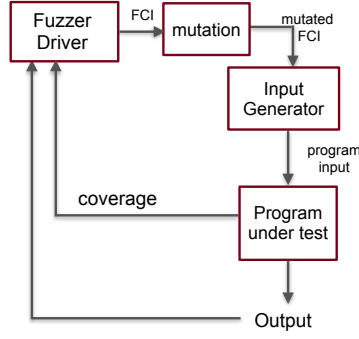 Fuzzer
Driver
FCI
mutation
mutated
FCI
Input
Generator
program
input
coverage
Program
under test
Output